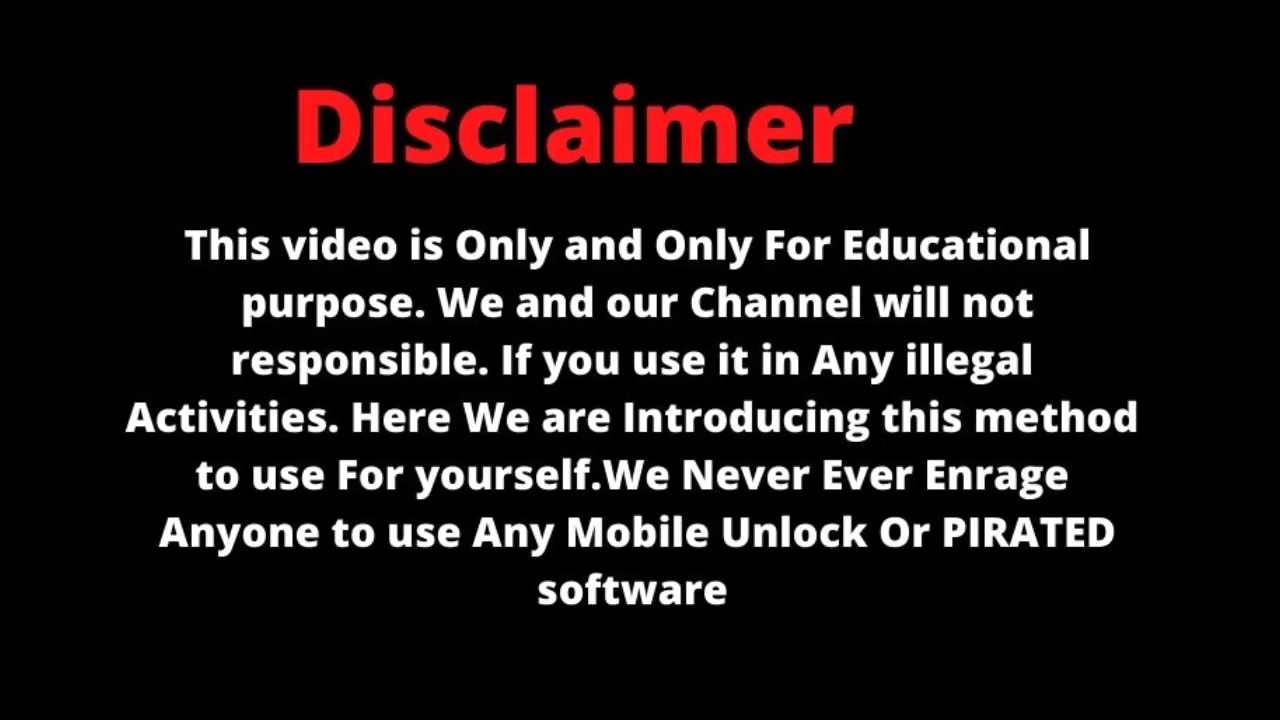 Disclaimer
This video is Only and Only For Educational
purpose. We and our Channel will not
responsible. If you use it in Any illegal
Activities. Here We are Introducing this method
to use For yourself.We Never Ever Enrage
Anyone to use Any Mobile Unlock Or PIRATED
software